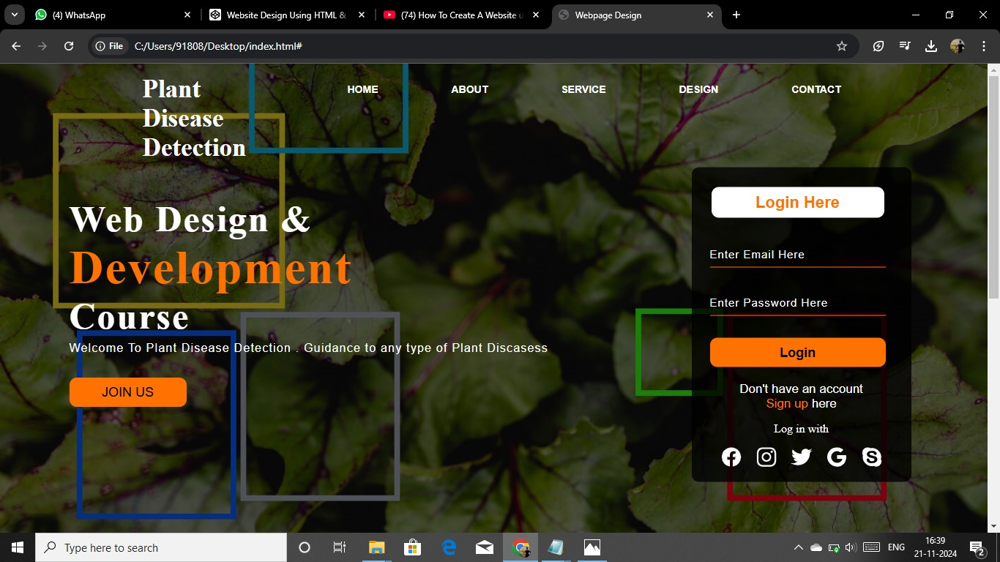 (4) WhatsApp
Website Design Using HTML &
(74) How To Create A Website u
Webpage Design
File
C:/Users/91808/Desktop/index.html#
Plant
Disease
Detection
HOME
ABOUT
SERVICE
DESIGN
CONTACT
Web Design &
Development
Course
Welcome To Plant Disease Detection . Guidance to any type of Plant Discasess
JOIN US
Login Here
Enter Email Here
Enter Password Here
Login
Don't have an account
Sign up here
Log in with
Type here to search
ENG
16:39
21-11-2024
2